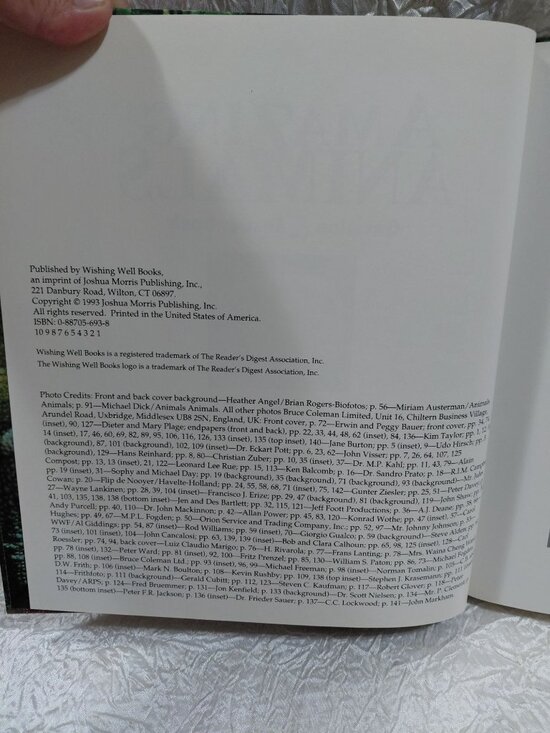 Published by Wishing Well Books,
an imprint of Joshua Morris Publishing, Inc.,
221 Danbury Road, Wilton, CT 06897.
Copyright © 1993 Joshua Morris Publishing, Inc.
All rights reserved. Printed in the United States of America.
ISBN: 0-88705-693-8
10 9 8 7 6 5 4 3 2 1
Wishing Well Books is a registered trademark of The Reader's Digest Association, Inc.
The Wishing Well Books logo is a trademark of The Reader's Digest Association, Inc.
Photo Credits: Front and back cover background—Heather Angel/Brian Rogers-Biofotos; p. 56—Miriam Austerman/Animals
Animals; p. 91—Michael Dick/Animals Animals. All other photos Bruce Coleman Limited, Unit 16, Chiltern Business Village,
Arundel Road, Uxbridge, Middlesex UB8 2SN, England, UK: Front cover, p. 72—Erwin and Peggy Bauer; front cover, pp. 34, 70
(inset), 90, 127—Dieter and Mary Plage; endpapers (front and back), pp. 22, 33, 44, 48, 62 (inset), 84, 136—Kim Taylor; pp. 1, 12,
14 (inset), 17, 46, 60, 69, 82, 89, 95, 106, 116, 126, 133 (inset), 135 (top inset), 140—Jane Burton; pp. 5 (inset), 9—Udo Hirsch; pp. 5
(background), 87, 101 (background), 102, 109 (inset)—Dr. Eckart Pott; pp. 6, 23, 62—John Visser; pp. 7, 26, 64, 107, 125
(background), 129—Hans Reinhard; pp. 8, 80—Christian Zuber; pp. 10, 35 (inset), 37—Dr. M.P. Kahl; pp. 11, 43, 79—Alain
Compost; pp. 13, 13 (inset), 21, 122—Leonard Lee Rue; pp. 15, 113—Ken Balcomb; p. 16—Dr. Sandro Prato; p. 18—R.I.M. Campbell;
pp. 19 (inset), 31—Sophy and Michael Day; pp. 19 (background), 35 (background), 71 (background), 93 (background)—Mr.
Cowan; p. 20—Flip de Nooyer/Havelte-Holland; pp. 24, 55, 58, 68, 71 (inset), 75, 142—Gunter Ziesler; pp. 25, 51—Peter
27—Wayne Lankinen; pp. 28, 39, 104 (inset)—Francisco J. Erize; pp. 29, 47 (background), 81 (background), 119—John Shaw; pp.
41, 103, 135, 138, 138 (bottom inset)—Jen and Des Bartlett; pp. 32, 115, 121—Jeff Foott Productions; p. 36—A.J. Deane; pp. 38
Andy Purcell; pp. 40, 110—Dr. John Mackinnon; p. 42—Allan Power; pp. 45, 83, 120—Konrad Wothe; p. 47 (inset)—Carol
Hughes; pp. 49, 67—M.P.L. Fogden; p. 50—Orion Service and Trading Company, Inc.; pp. 52, 97—Mr. Johnny Johnson; p. 53—
WWF/Al Giddings; pp. 54, 87 (inset)—Rod Williams; pp. 59 (inset), 70—Giorgio Gualco; p. 59 (background)—Steve Alden
73 (inset), 101 (inset), 104—John Cancalosi; pp. 63, 139, 139 (inset)—Bob and Clara Calhoun; pp. 65, 98, 125 (inset), 128—Carl
Roessler; pp. 74, 94, back cover—Luiz Claudio Marigo; p. 76—H. Rivarola; p. 77—Frans Lanting; p. 78—Mrs. Waina Cheng
pp. 78 (inset), 132—Peter Ward; pp. 81 (inset), 92, 100—Fritz Prenzel; pp. 85, 130—William S. Paton; pp. 86, 73—Michael
pp. 88, 108 (inset)—Bruce Coleman Ltd.; pp. 93 (inset), 96, 99—Michael Freeman; p. 98 (inset)—Norman Tomalin; p. 105—
D.W. Frith; p. 106 (inset)—Mark N. Boulton; p. 108—Kevin Rushby; pp. 109, 138 (top inset)—Stephen J. Krasemann; pp.
114—Frithfoto; p. 111 (background)—Gerald Cubitt; pp. 112, 123—Steven C. Kaufman; p. 117—Robert Glover; p. 118—Peter
Davey/ARPS; p. 124—Fred Bruemmer; p. 131—Jon Kenfield; p. 133 (background)—Dr. Scott Nielsen; p. 134—Mr. P.
135 (bottom inset)—Peter F.R. Jackson; p. 136 (inset)—Dr. Frieder Sauer; p. 137—C.C. Lockwood; p. 141—John Markham.